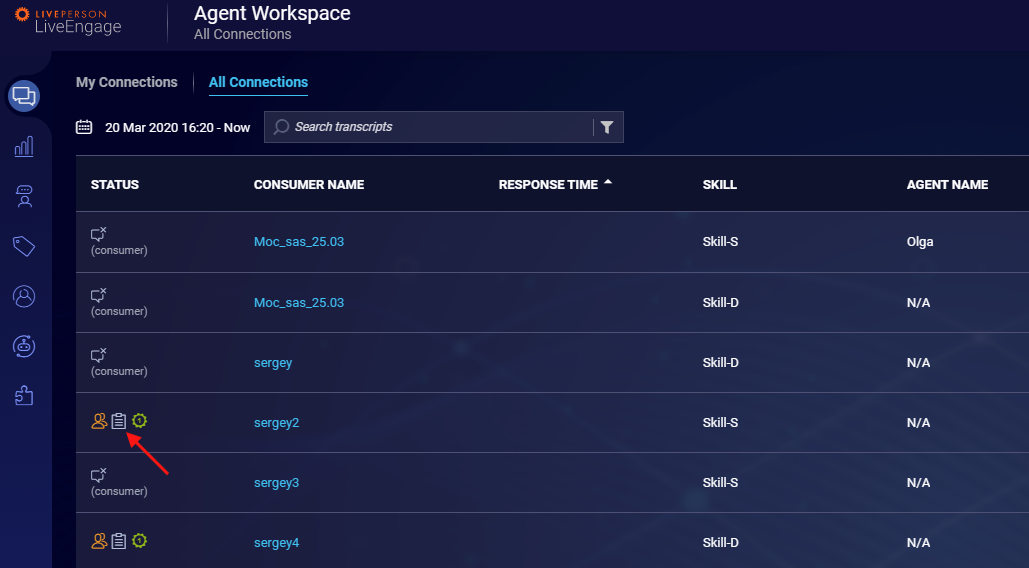 LIVEPERSON
LiveEngage
Agent Workspace
All Connections
My Connections All Connections
20 Mar 2020 16:20 - Now Search transcripts
STATUS CONSUMER NAME RESPONSE TIME SKILL AGENT NAME
(consumer) Moc_sas_25.03 Skill-S Olga
(consumer) Moc_sas_25.03 Skill-D N/A
(consumer) sergey Skill-D N/A
sergey2 Skill-S N/A
(consumer) sergey3 Skill-S N/A
sergey4 Skill-D N/A